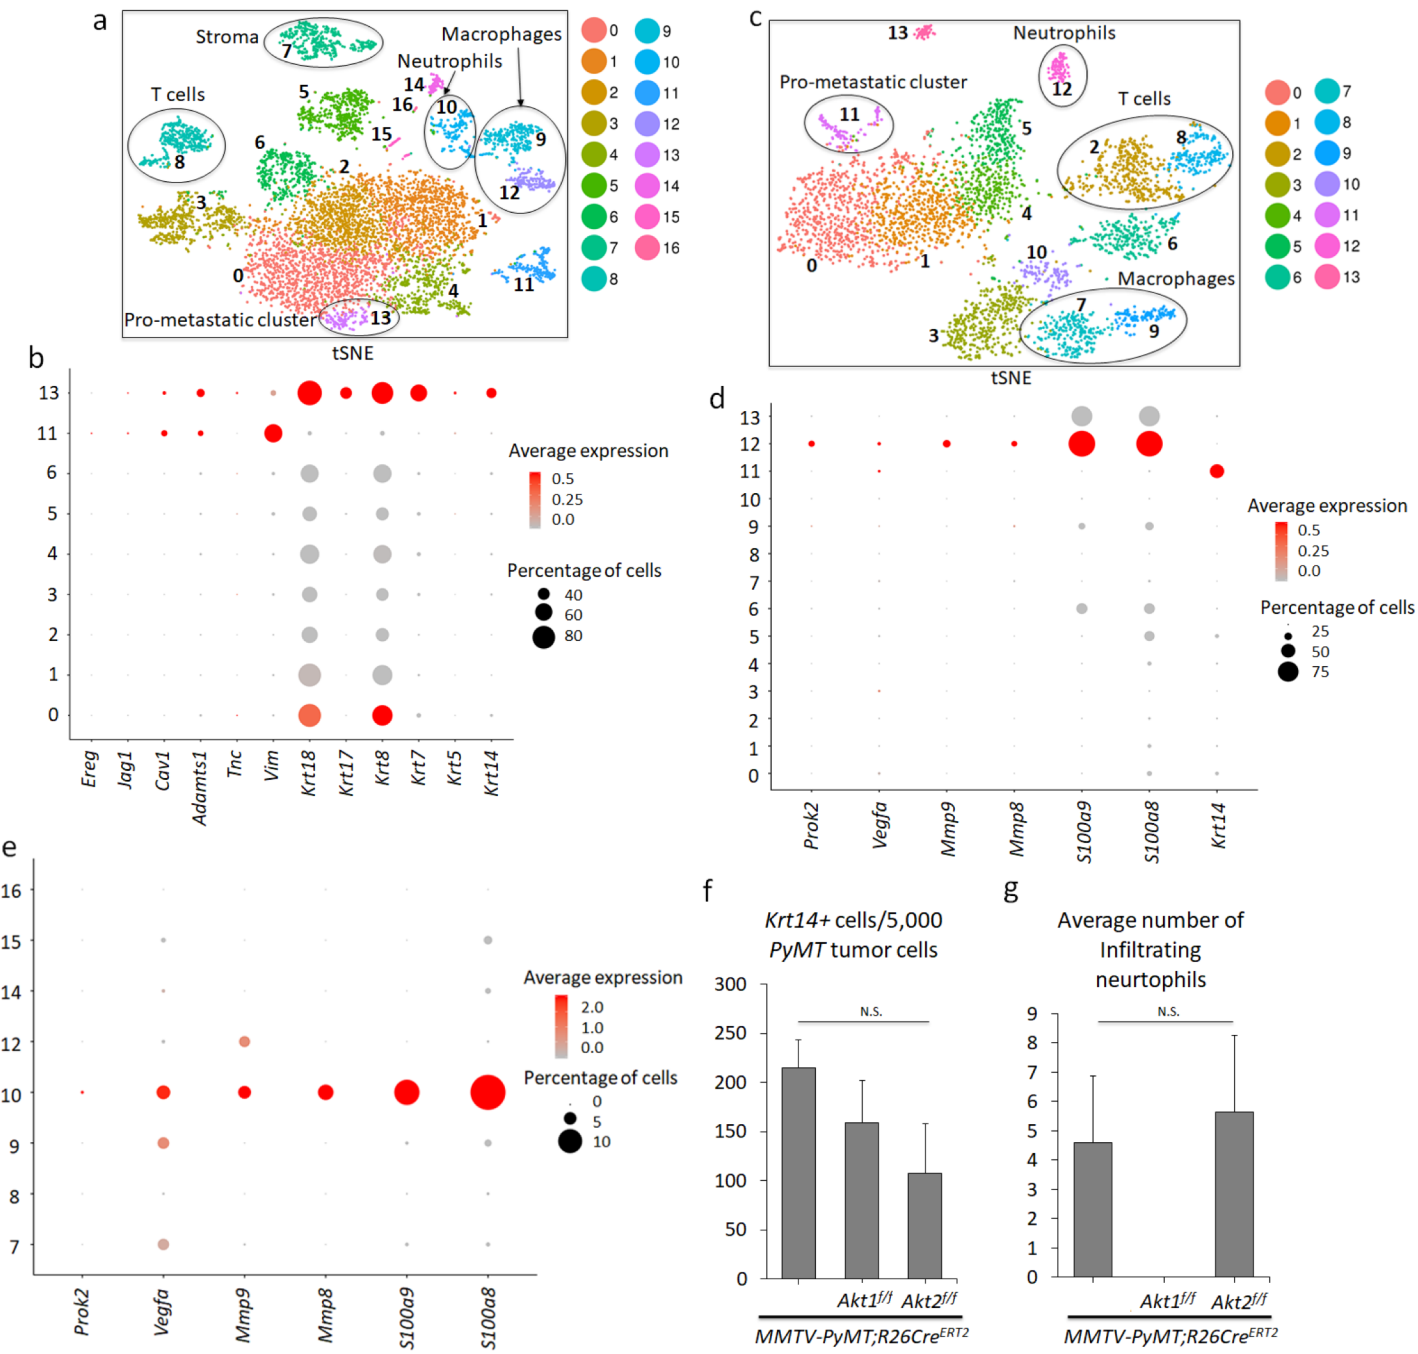 a
Stroma
7
Macrophages
Neutrophils
T cells
8
5
14
16
10
15
9
6
2
12
3
1
0
11
4
Pro-metastatic cluster
13
tSNE
0 9
1 10
2 11
3 12
4 13
5 14
6 15
7 16
8
c
13
Neutrophils
12
Pro-metastatic cluster
11
T cells
5
2
8
4
6
10
0
1
Macrophages
7
3
9
tSNE
0 7
1 8
2 9
3 10
4 11
5 12
6 13
b
13
11
6
5
4
3
2
1
0
Ereg
Jag1
Cav1
Adamts1
Tnc
Vim
Krt18
Krt17
Krt8
Krt7
Krt5
Krt14
Average expression
0.5
0.25
0.0
Percentage of cells
40
60
80
d
13
12
11
10
9
8
7
6
5
4
3
2
1
0
Prok2
Vegfa
Mmp9
Mmp8
S100a9
S100a8
Krt14
Average expression
0.5
0.25
0.0
Percentage of cells
25
50
75
e
16
15
14
12
10
9
8
7
Prok2
Vegfa
Mmp9
Mmp8
S100a9
S100a8
Average expression
2.0
1.0
0.0
Percentage of cells
0
5
10
f
Krt14+ cells/5,000
PyMT tumor cells
300
250
200
150
100
50
0
N.S.
Akt1f/f Akt2f/f
MMTV-PyMT;R26CreERT2
g
Average number of
Infiltrating
neurtophils
9
8
7
6
5
4
3
2
1
0
N.S.
Akt1f/f Akt2f/f
MMTV-PyMT;R26CreERT2